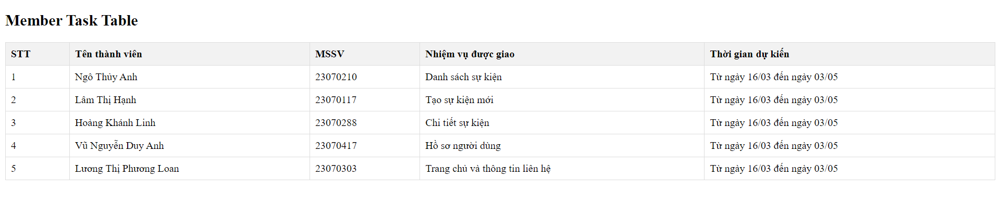 Member Task Table
STT Tên thành viên MSSV Nhiệm vụ được giao Thời gian dự kiến
1 Ngô Thùy Anh 23070210 Danh sách sự kiện Từ ngày 16/03 đến ngày 03/05
2 Lâm Thị Hạnh 23070117 Tạo sự kiện mới Từ ngày 16/03 đến ngày 03/05
3 Hoàng Khánh Linh 23070288 Chi tiết sự kiện Từ ngày 16/03 đến ngày 03/05
4 Vũ Nguyễn Duy Anh 23070417 Hồ sơ người dùng Từ ngày 16/03 đến ngày 03/05
5 Lương Thị Phương Loan 23070303 Trang chủ và thông tin liên hệ Từ ngày 16/03 đến ngày 03/05